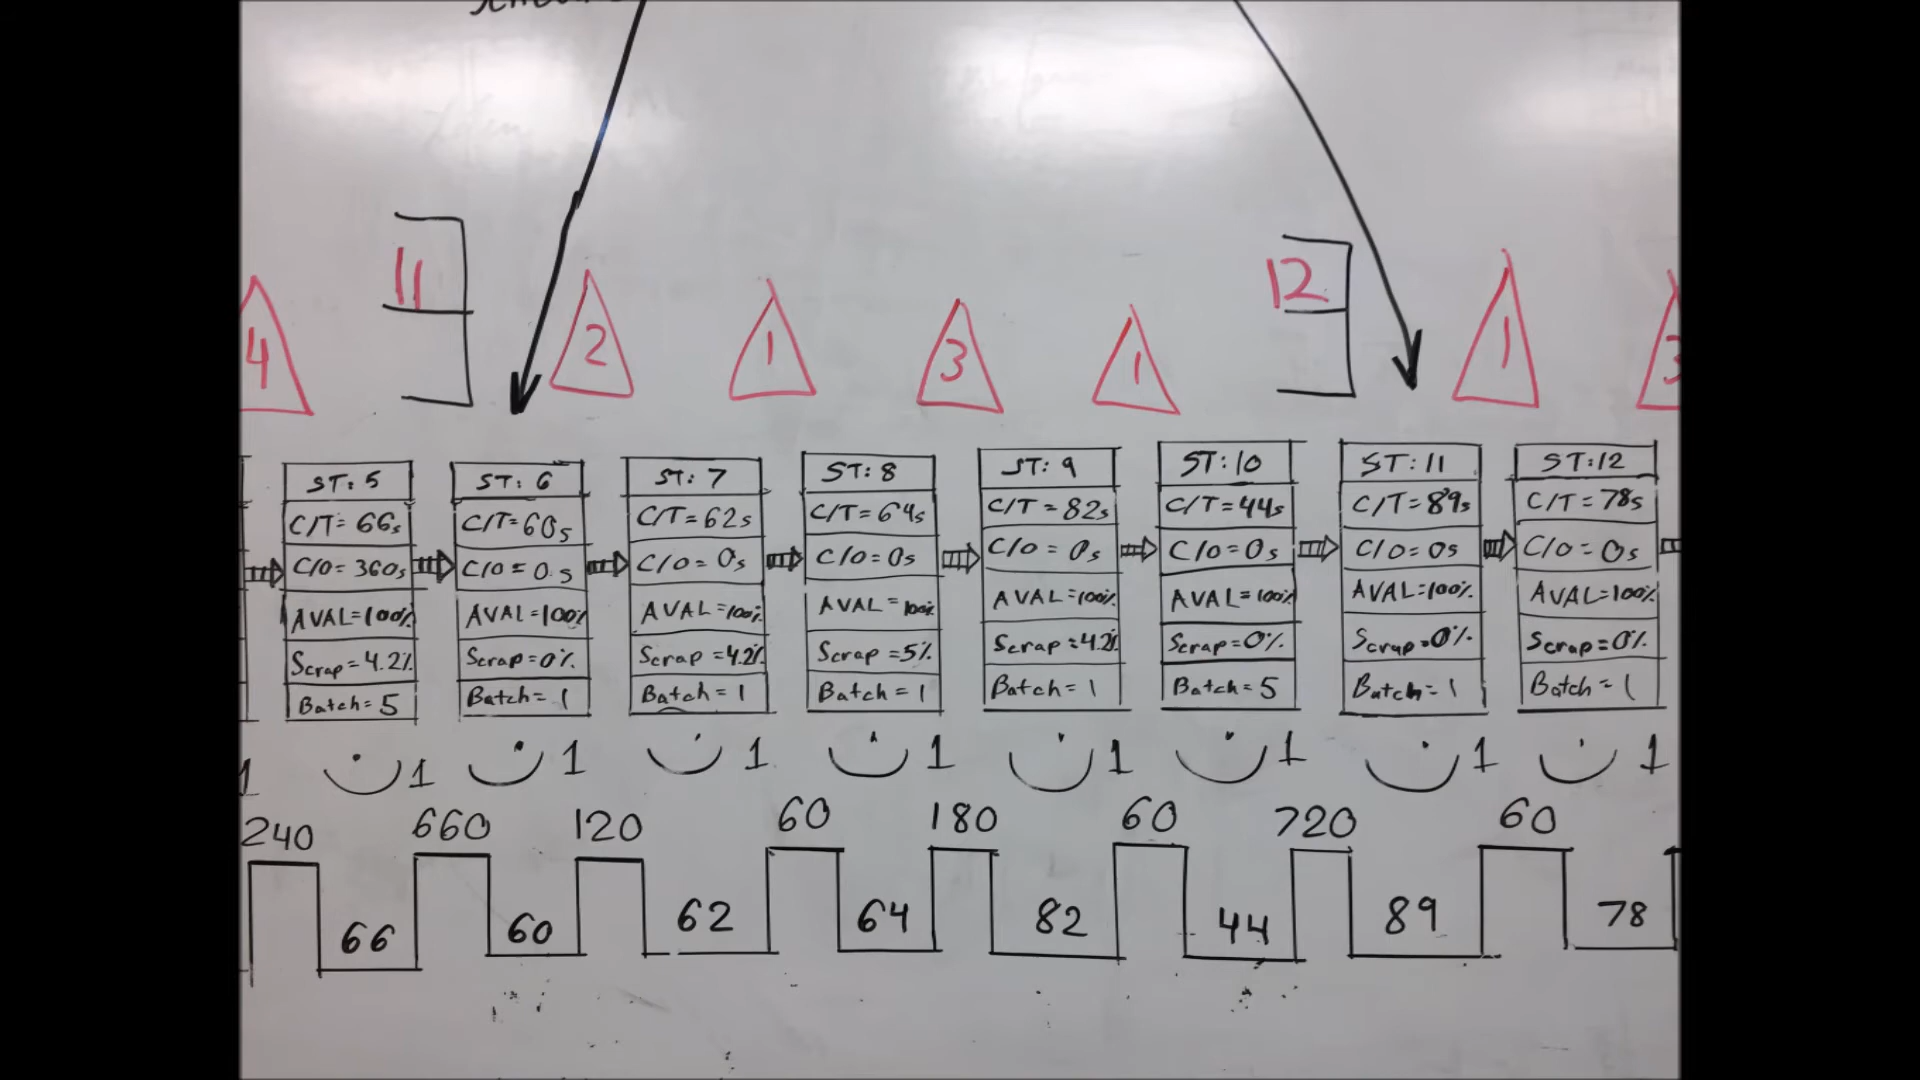 11
12
4
2
1
3
1
1
3
ST: 5
C/T= 66s
C/O= 360s
AVAL=100%
Scrap=4.2%
Batch=5
ST: 6
C/T=60s
C/O = 0s
AVAL=100%
Scrap=0%
Batch=1
ST: 7
C/T=62s
C/O= 0s
AVAL=100%
Scrap=4.2%
Batch=1
ST: 8
C/T=64s
C/O= 0s
AVAL=100%
Scrap=5%
Batch=1
ST: 9
C/T=82s
C/O = 0s
AVAL=100%
Scrap=4.2%
Batch=1
ST:10
C/T=44s
C/O=0s
AVAL=100%
Scrap=0%
Batch=5
ST:11
C/T=89s
C/O=0s
AVAL=100%
Scrap=0%
Batch=1
ST:12
C/T=78s
C/O= 0s
AVAL=100%
Scrap=0%
Batch=1
1 1 1 1 1 1 1 1 1
240 660 120 60 180 60 720 60
66 60 62 64 82 44 89 78